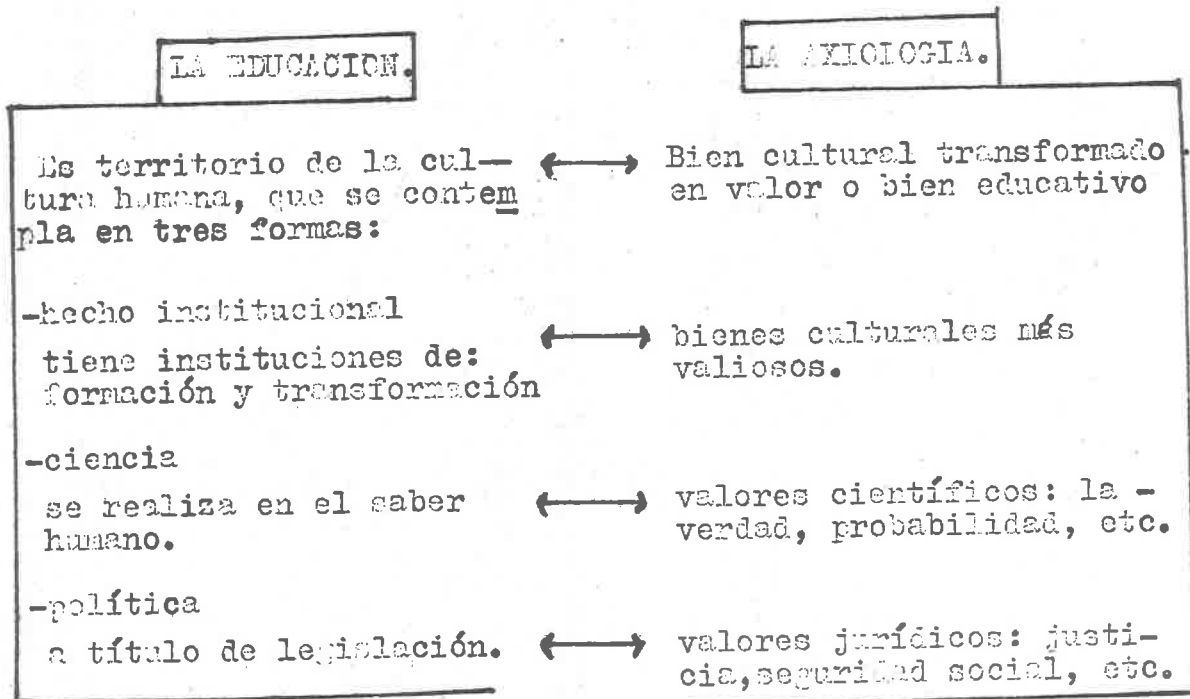 LA EDUCACION.
LA AXIOLOGIA.
Es territorio de la cul—
tura humana, que se contem
pla en tres formas:
Bien cultural transformado
en valor o bien educativo
-hecho institucional
tiene instituciones de:
formación y transformación
bienes culturales más
valiosos.
-ciencia
se realiza en el saber
humano.
valores científicos: la -
verdad, probabilidad, etc.
-política
a título de legislación.
valores jurídicos: justi-
cia,seguridad social, etc.